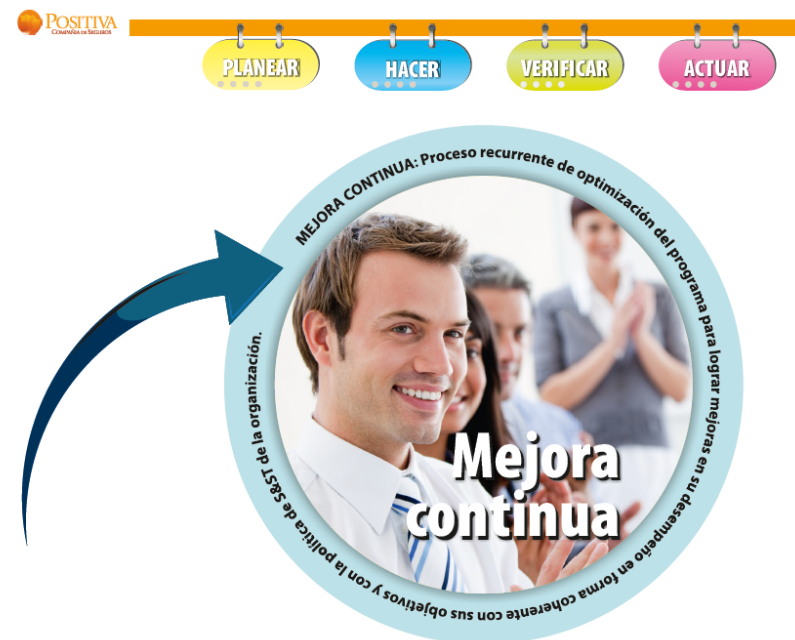 POSITIVA
COMPAÑIA DE SEGUROS
PLANEAR
HACER
VERIFICAR
ACTUAR
MEJORA CONTINUA: Proceso recurrente de optimización del programa para lograr mejoras en su desempeño en forma coherente con sus objetivos y con la política de S&ST de la organización.
Mejora
continua